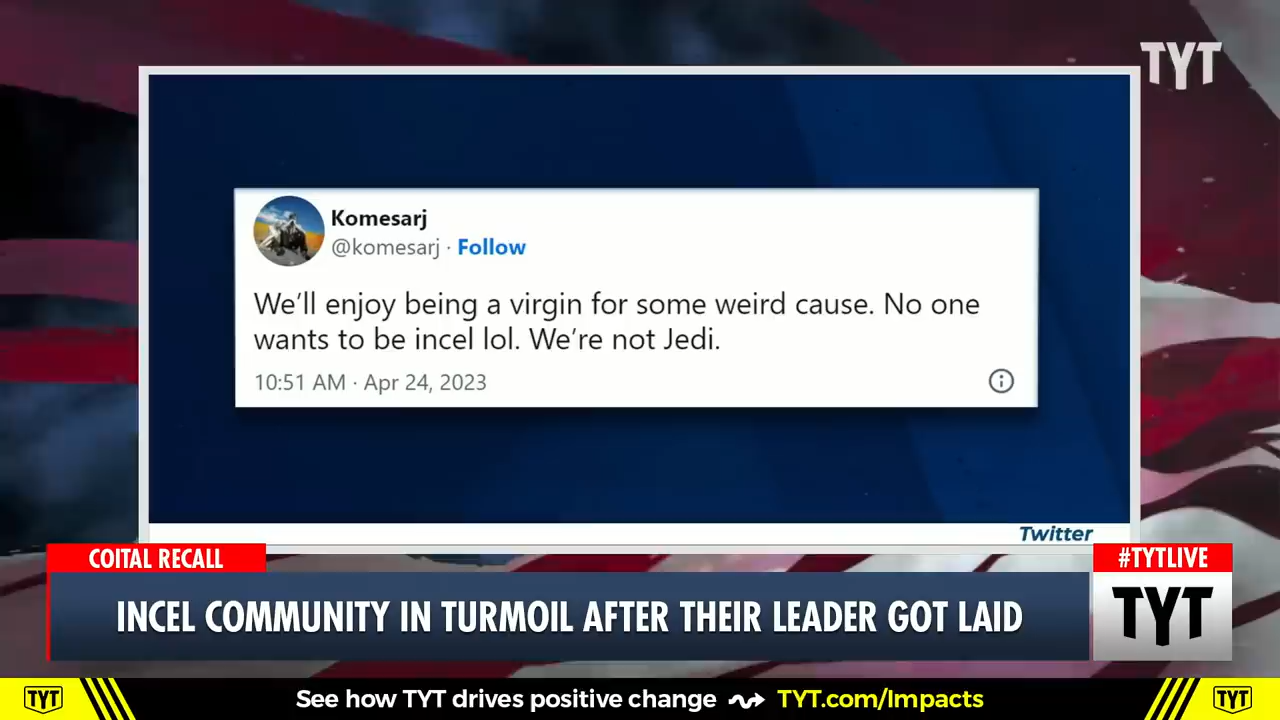 TYT
Komesarj
@komesarj · Follow
We’ll enjoy being a virgin for some weird cause. No one
wants to be incel lol. We’re not Jedi.
10:51 AM · Apr 24, 2023
Twitter
COITAL RECALL
#TYTLIVE
INCEL COMMUNITY IN TURMOIL AFTER THEIR LEADER GOT LAID
TYT
TYT
See how TYT drives positive change
TYT.com/Impacts
TYT